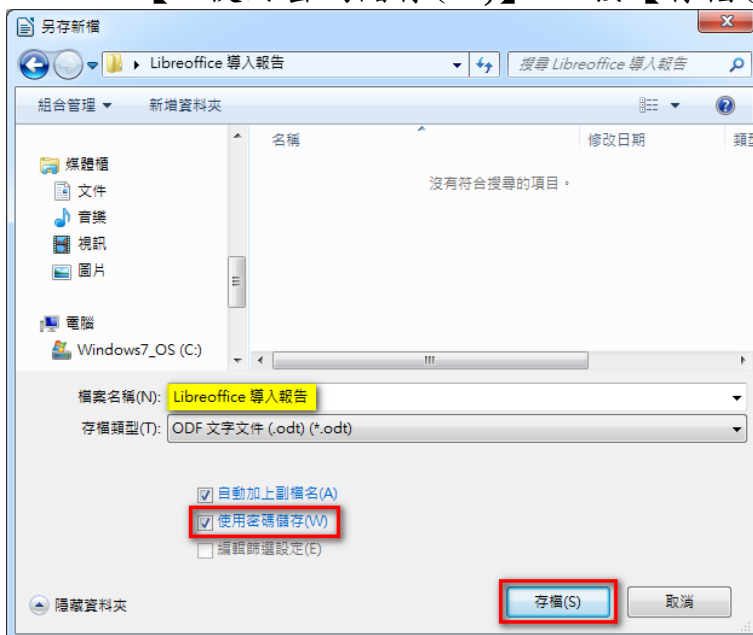 另存新檔
Libreoffice 導入報告
搜尋 Libreoffice 導入報告
組合管理
新增資料夾
名稱
修改日期
媒體櫃
沒有符合搜尋的項目。
文件
音樂
視訊
圖片
電腦
Windows7_OS (C:)
檔案名稱(N): Libreoffice 導入報告
存檔類型(T): ODF 文字文件 (.odt) (*.odt)
自動加上副檔名(A)
使用密碼儲存(W)
編輯篩選設定(E)
隱藏資料夾
存檔(S)
取消